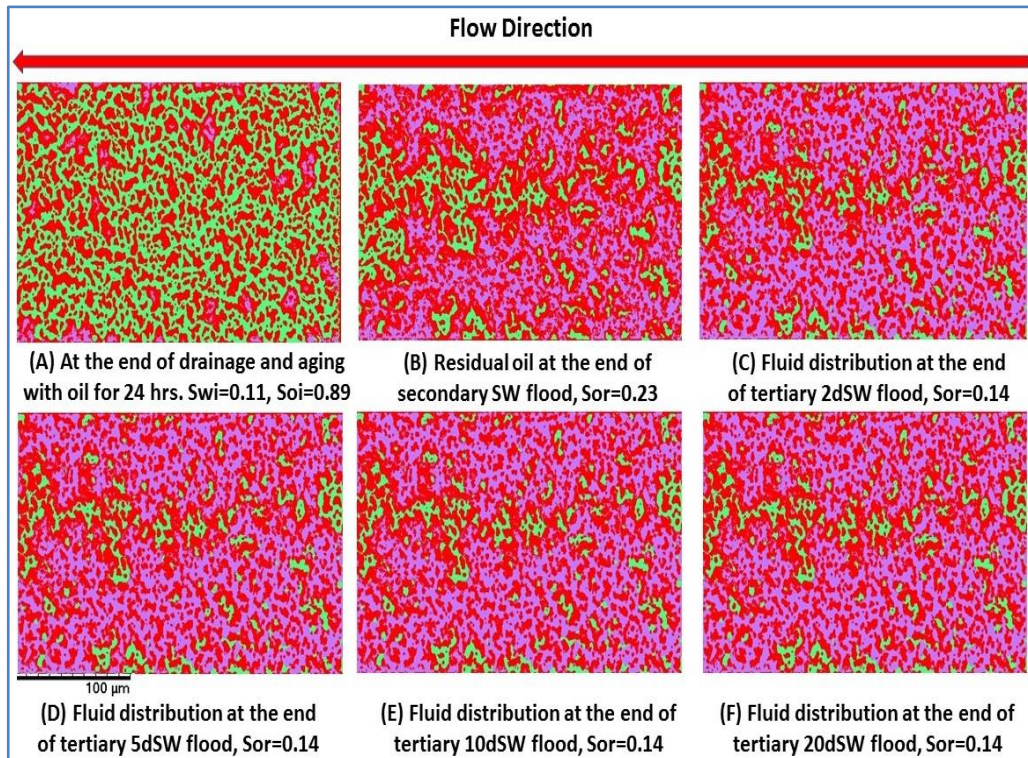 Flow Direction
(A) At the end of drainage and aging
with oil for 24 hrs. Swi=0.11, Soi=0.89
(B) Residual oil at the end of
secondary SW flood, Sor=0.23
(C) Fluid distribution at the end
of tertiary 2dSW flood, Sor=0.14
100 µm
(D) Fluid distribution at the end
of tertiary 5dSW flood, Sor=0.14
(E) Fluid distribution at the end of
tertiary 10dSW flood, Sor=0.14
(F) Fluid distribution at the end of
tertiary 20dSW flood, Sor=0.14